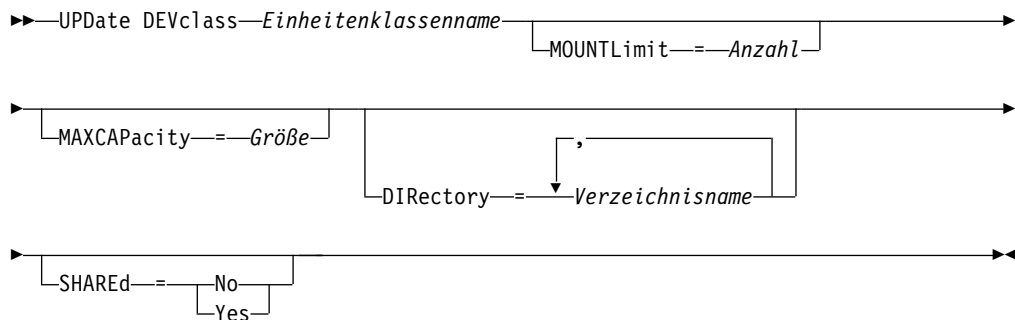 UPDate DEVclass Einheitenklassenname
MOUNTLimit = Anzahl
MAXCAPacity = Größe
,
DIRectory = Verzeichnisname
SHAREd = No
Yes